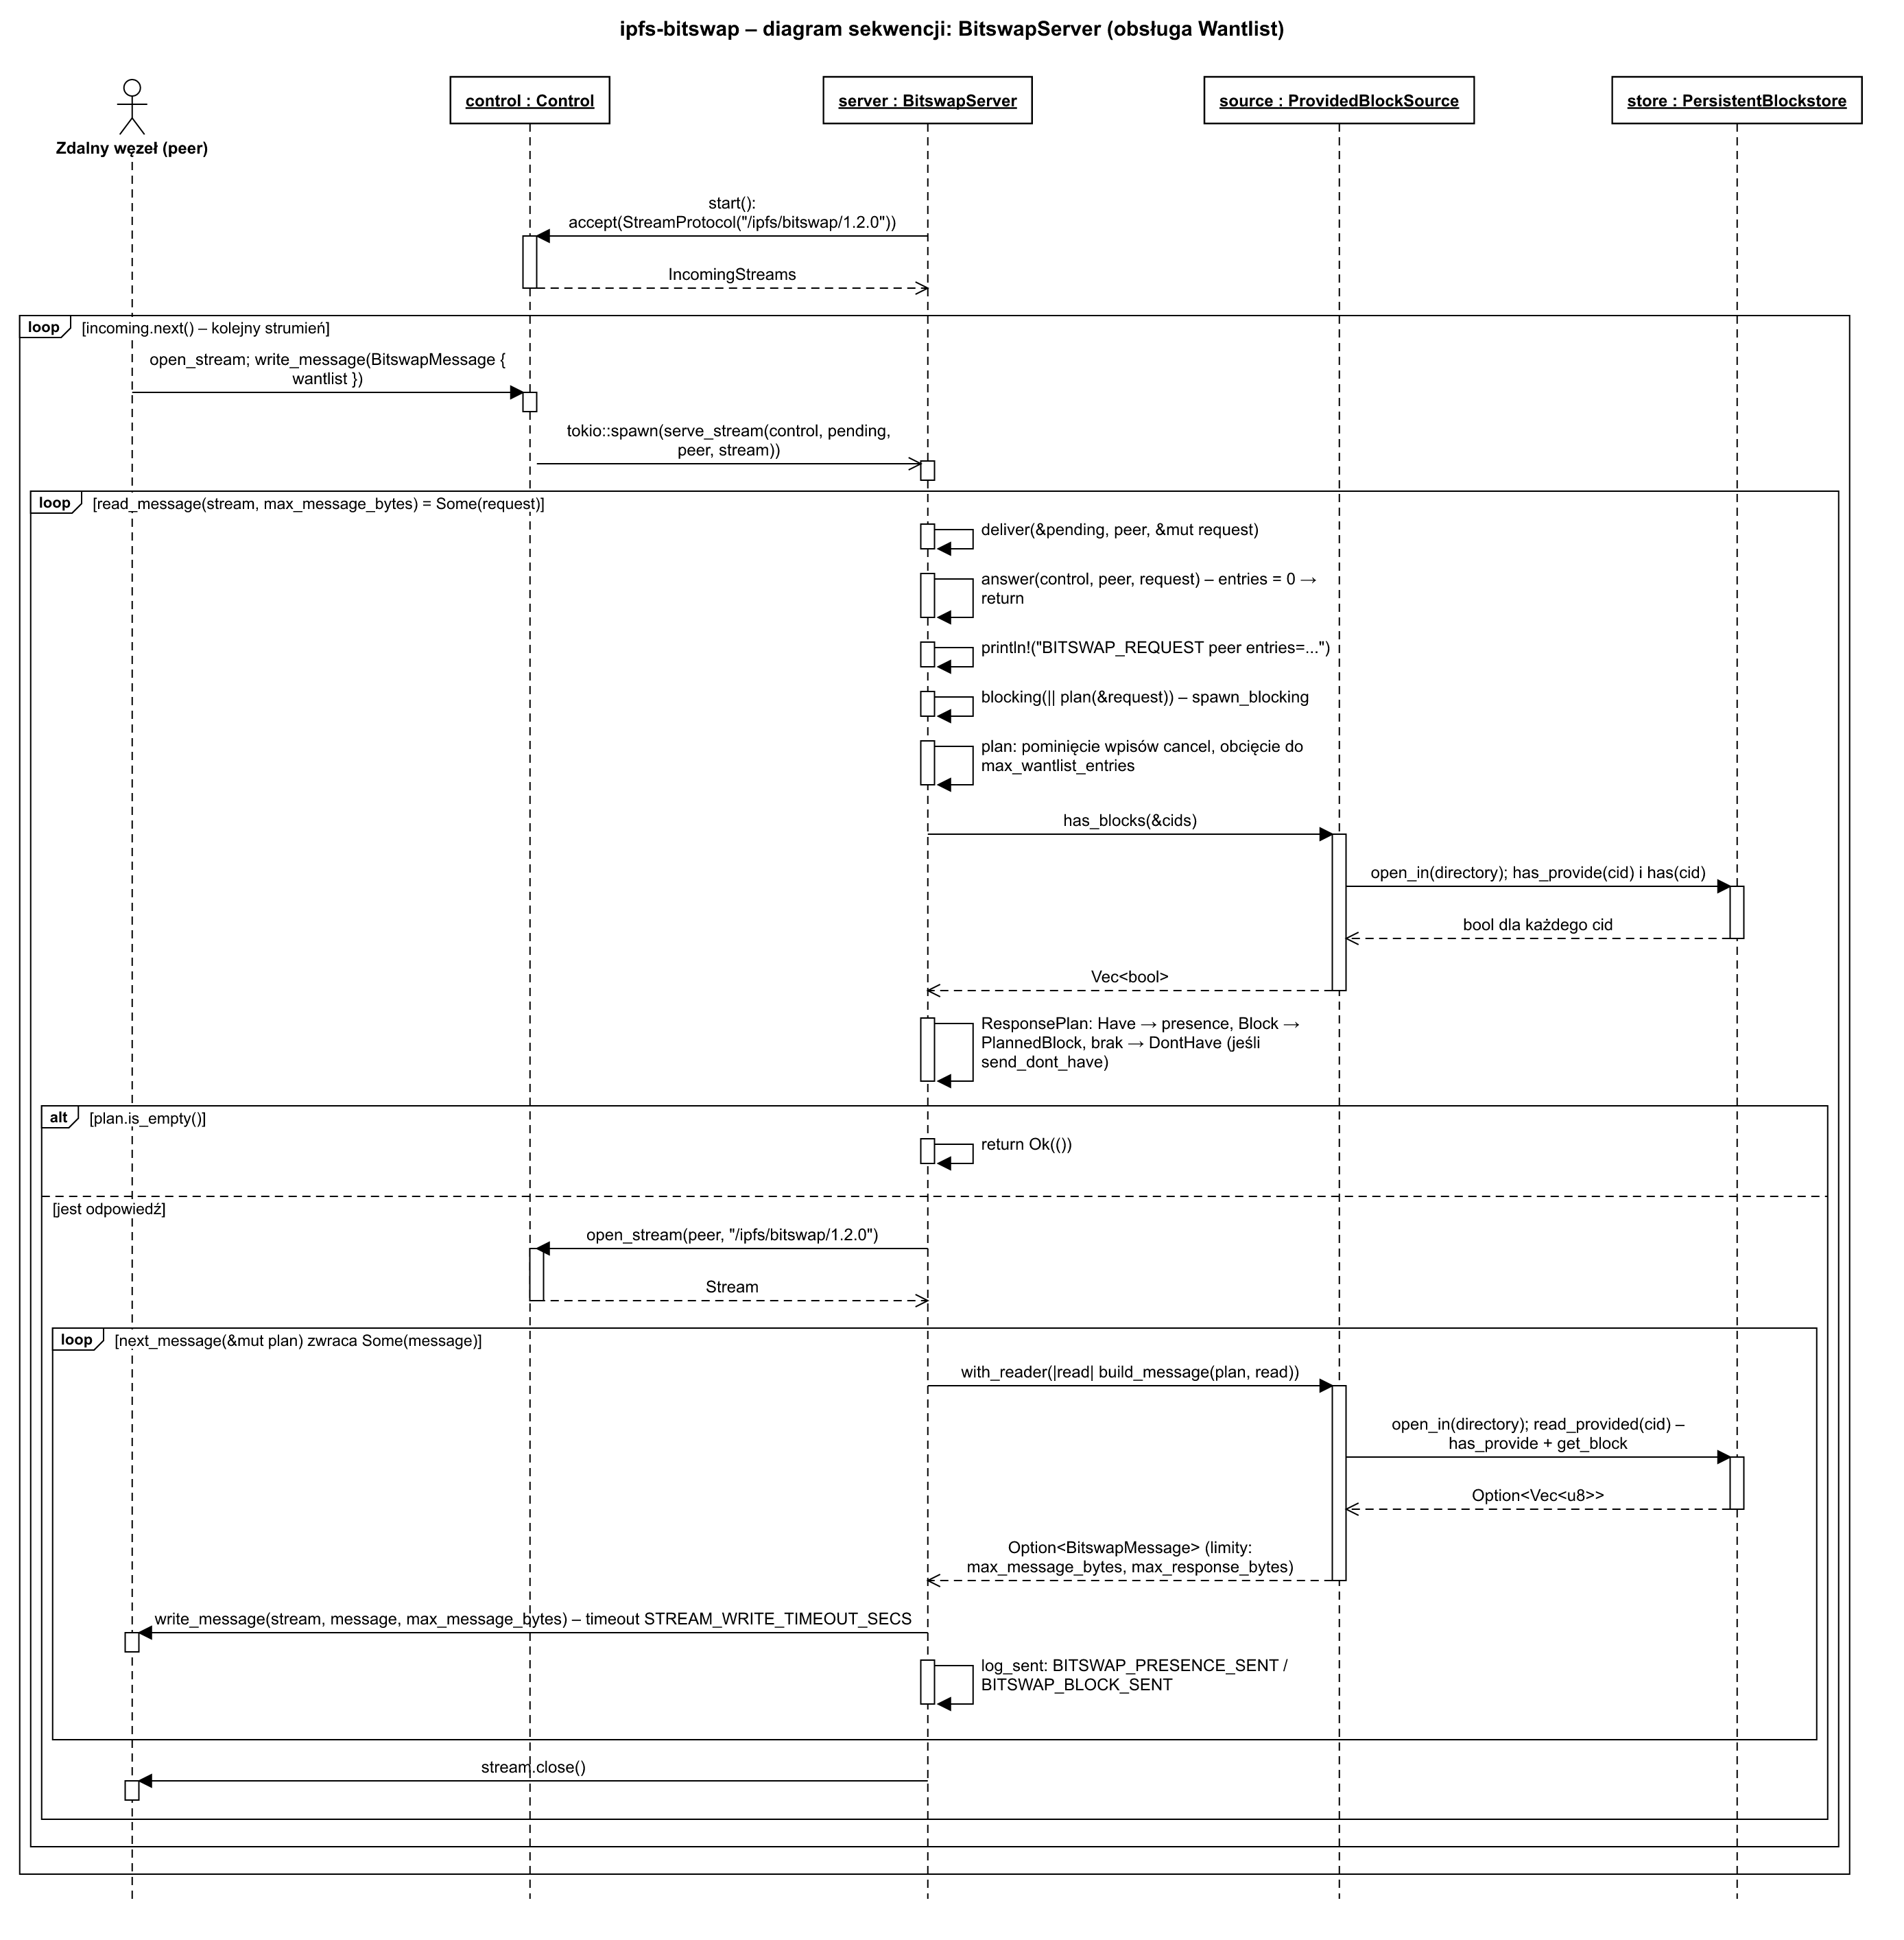 ipfs-bitswap – diagram sekwencji: BitswapServer (obsługa Wantlist)
Zdalny węzeł (peer)
control : Control
server : BitswapServer
source : ProvidedBlockSource
store : PersistentBlockstore
start():
accept(StreamProtocol("/ipfs/bitswap/1.2.0"))
IncomingStreams
loop [incoming.next() – kolejny strumień]
open_stream; write_message(BitswapMessage {
wantlist })
tokio::spawn(serve_stream(control, pending,
peer, stream))
loop [read_message(stream, max_message_bytes) = Some(request)]
deliver(&pending, peer, &mut request)
answer(control, peer, request) – entries = 0 →
return
println!("BITSWAP_REQUEST peer entries=...")
blocking(|| plan(&request)) – spawn_blocking
plan: pominięcie wpisów cancel, obcięcie do
max_wantlist_entries
has_blocks(&cids)
open_in(directory); has_provide(cid) i has(cid)
bool dla każdego cid
Vec<bool>
ResponsePlan: Have → presence, Block →
PlannedBlock, brak → DontHave (jeśli
send_dont_have)
alt [plan.is_empty()]
return Ok(())
[jest odpowiedź]
open_stream(peer, "/ipfs/bitswap/1.2.0")
Stream
loop [next_message(&mut plan) zwraca Some(message)]
with_reader(|read| build_message(plan, read))
open_in(directory); read_provided(cid) –
has_provide + get_block
Option<Vec<u8>>
Option<BitswapMessage> (limity:
max_message_bytes, max_response_bytes)
write_message(stream, message, max_message_bytes) – timeout STREAM_WRITE_TIMEOUT_SECS
log_sent: BITSWAP_PRESENCE_SENT /
BITSWAP_BLOCK_SENT
stream.close()